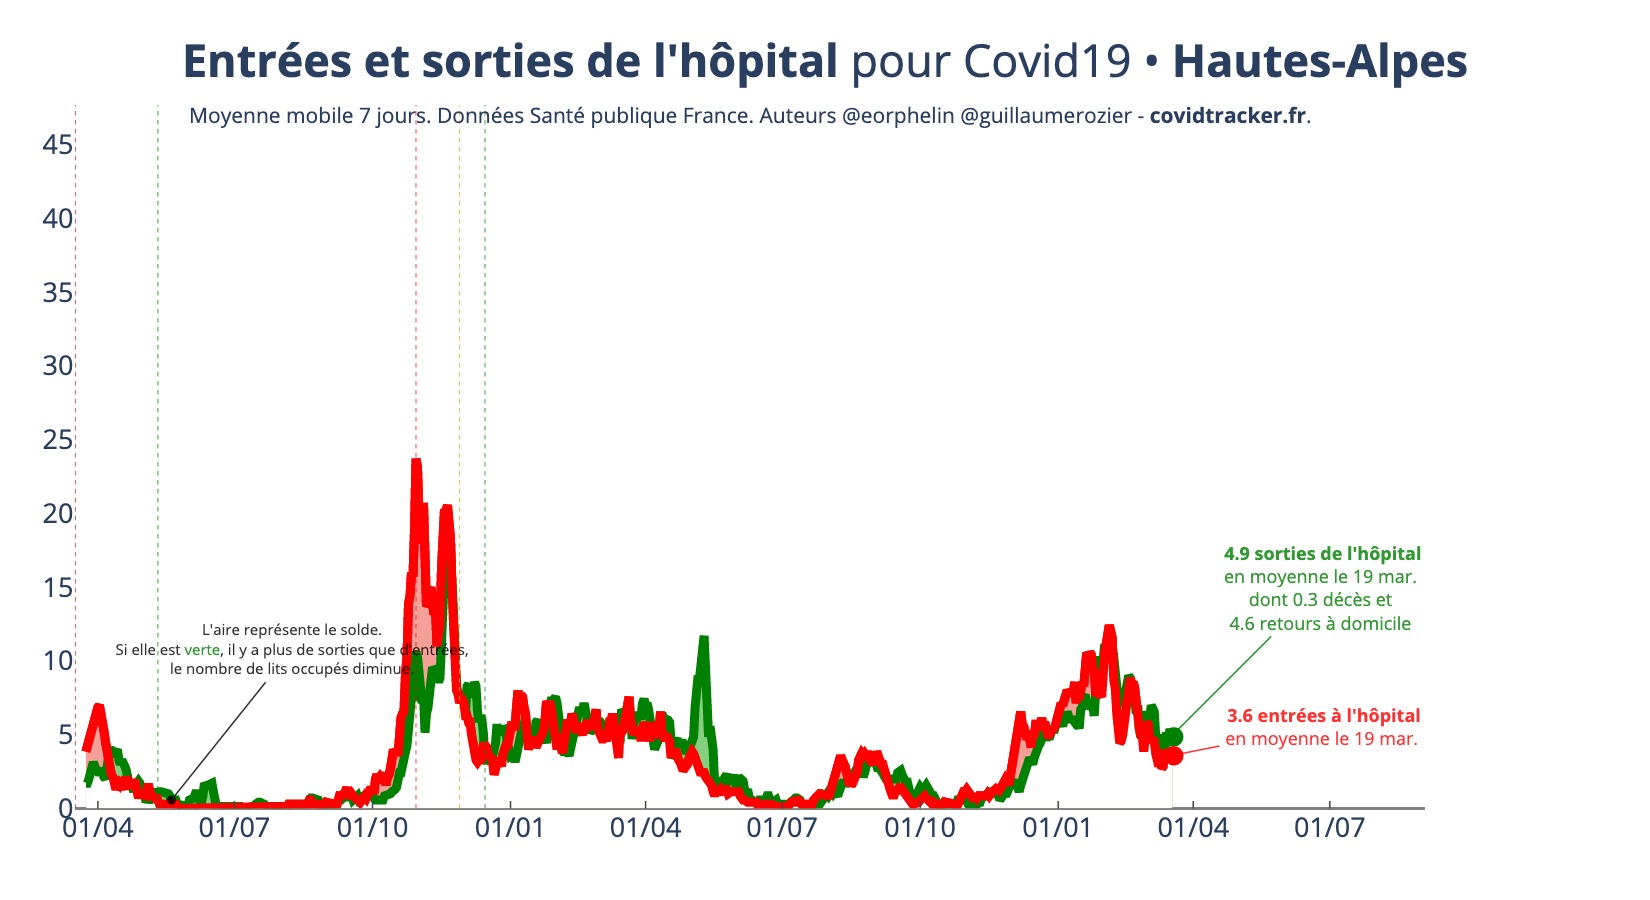 Entrées et sorties de l'hôpital pour Covid19 • Hautes-Alpes
Moyenne mobile 7 jours. Données Santé publique France. Auteurs @eorphelin @guillaumerozier - covidtracker.fr.
45
40
35
30
25
20
15
10
5
0
4.9 sorties de l'hôpital
en moyenne le 19 mar.
dont 0.3 décès et
4.6 retours à domicile
L'aire représente le solde.
Si elle est verte, il y a plus de sorties que d'entrées,
le nombre de lits occupés diminue.
3.6 entrées à l'hôpital
en moyenne le 19 mar.
01/04 01/07 01/10 01/01 01/04 01/07 01/10 01/01 01/04 01/07